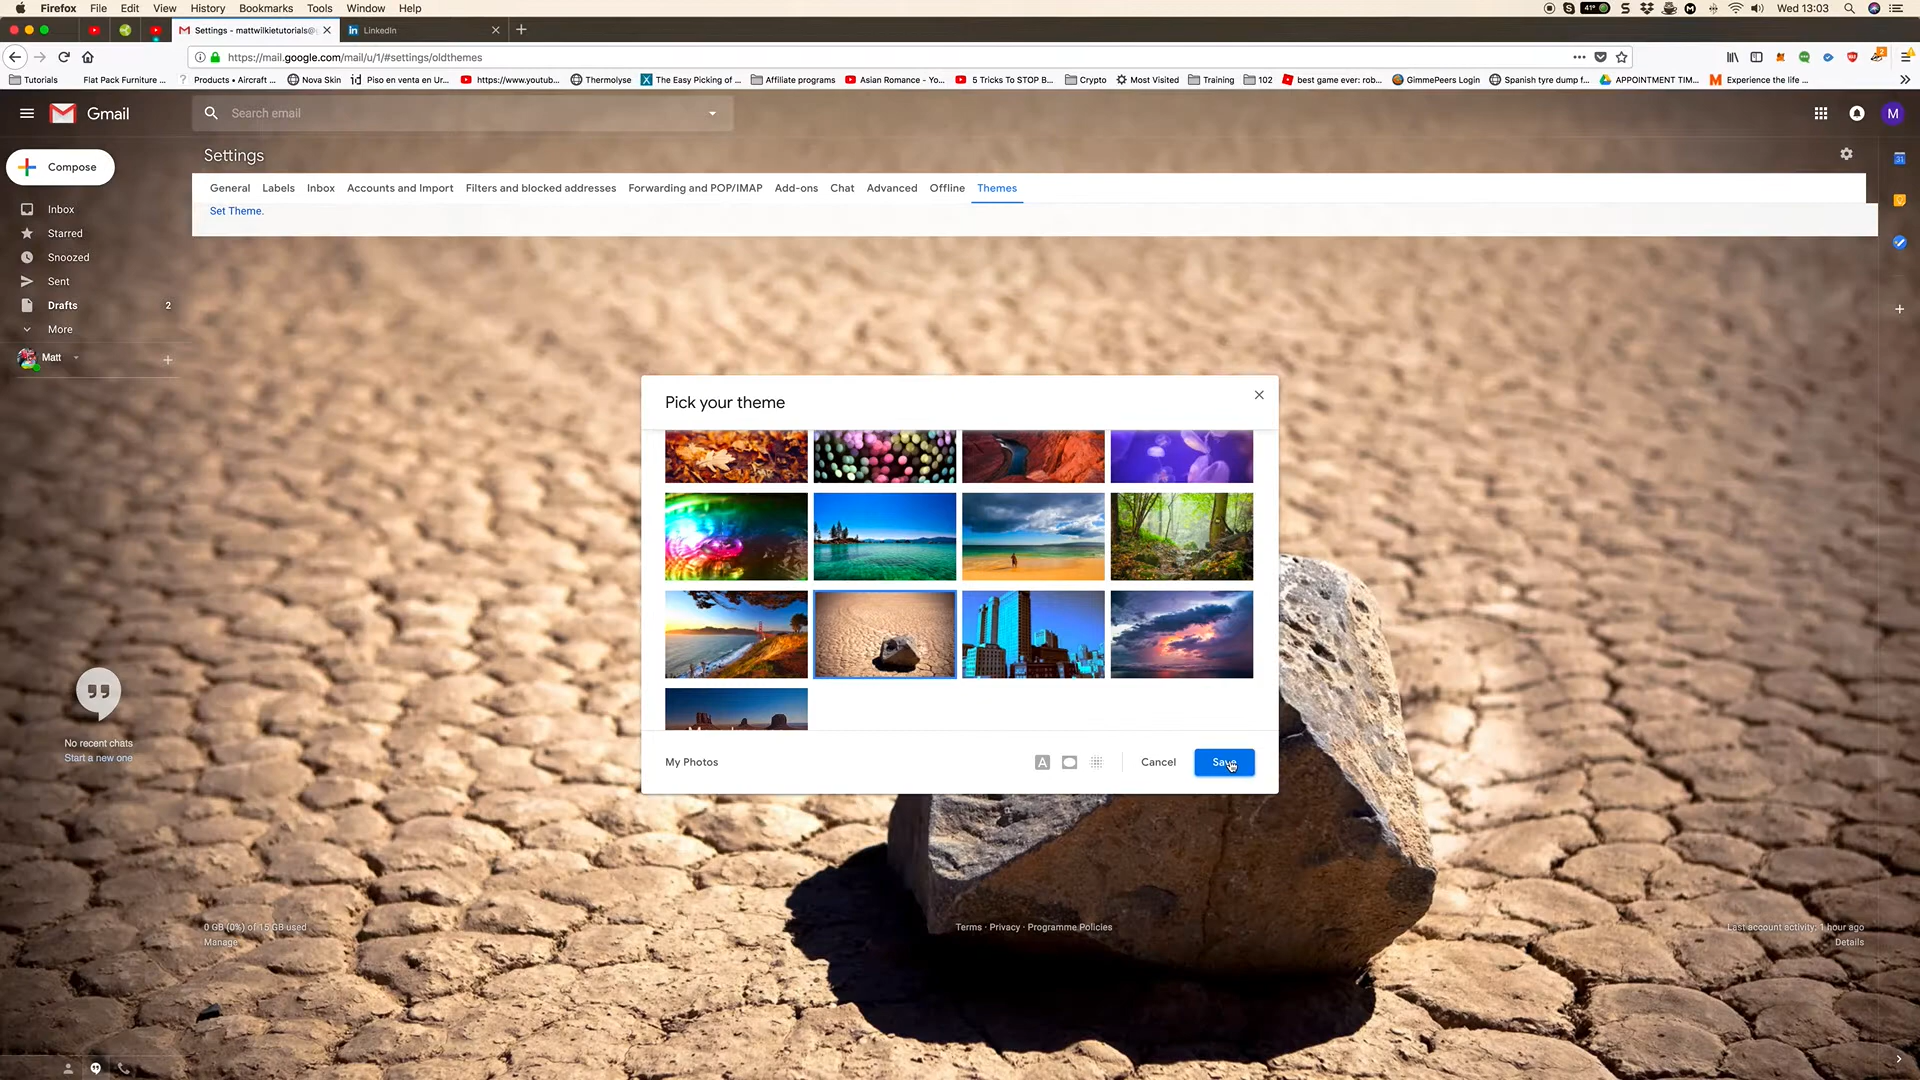 Firefox File Edit View History Bookmarks Tools Window Help
41° Wed 13:03
Settings - mattwilkietutorials@g
LinkedIn
https://mail.google.com/mail/u/1/#settings/oldthemes
Tutorials Flat Pack Furniture ... Products • Aircraft ... Nova Skin Piso en venta en Ur... https://www.youtub... Thermolyse The Easy Picking of ... Affiliate programs Asian Romance - Yo... 5 Tricks To STOP B... Crypto Most Visited Training 102 best game ever: rob... GimmePeers Login Spanish tyre dump f... APPOINTMENT TIM... Experience the life ...
Gmail
Search email
M
Compose
Settings
General Labels Inbox Accounts and Import Filters and blocked addresses Forwarding and POP/IMAP Add-ons Chat Advanced Offline Themes
Set Theme.
Inbox
Starred
Snoozed
Sent
Drafts 2
More
Matt
Pick your theme
My Photos
A
Cancel
No recent chats
Start a new one
0 GB (0%) of 15 GB used
Manage
Terms · Privacy · Programme Policies
Last account activity: 1 hour ago
Details